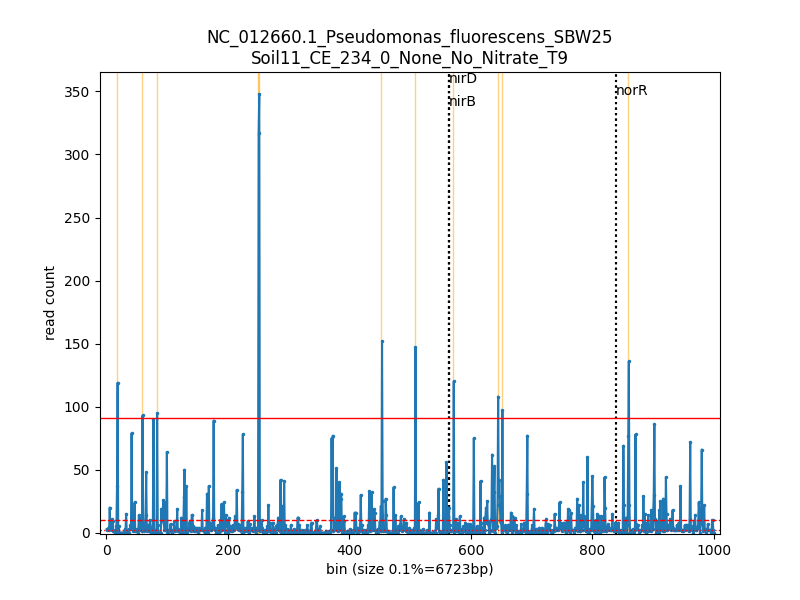 NC_012660.1_Pseudomonas_fluorescens_SBW25
Soil11_CE_234_0_None_No_Nitrate_T9
350
300
250
200
150
100
50
0
read count
nirD
nirB
norR
0
200
400
600
800
1000
bin (size 0.1%=6723bp)